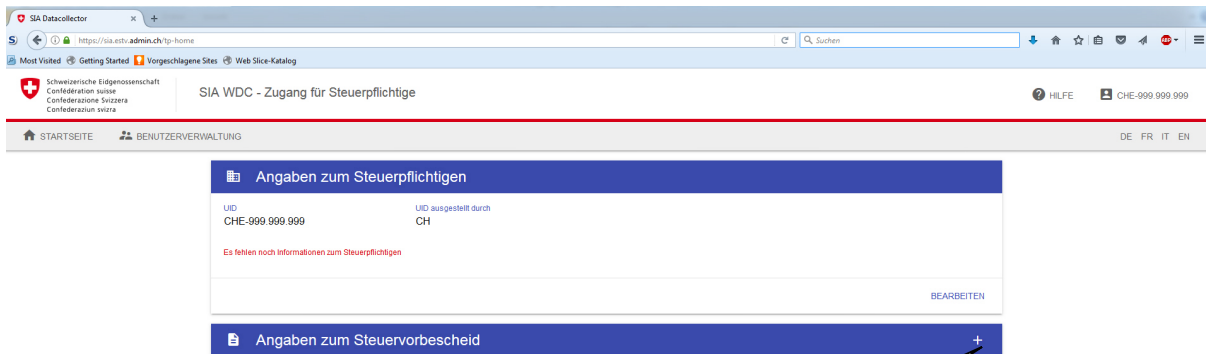 SIA Datacollector
https://sia.estv.admin.ch/tp-home
Suchen
Most Visited Getting Started Vorgeschlagene Sites Web Slice-Katalog
Schweizerische Eidgenossenschaft
Confédération suisse
Confederazione Svizzera
Confederaziun svizra
SIA WDC - Zugang für Steuerpflichtige
HILFE
CHE-999.999.999
STARTSEITE
BENUTZERVERWALTUNG
DE FR IT EN
Angaben zum Steuerpflichtigen
UID UID ausgestellt durch
CHE-999.999.999 CH
Es fehlen noch Informationen zum Steuerpflichtigen
BEARBEITEN
Angaben zum Steuervorbescheid